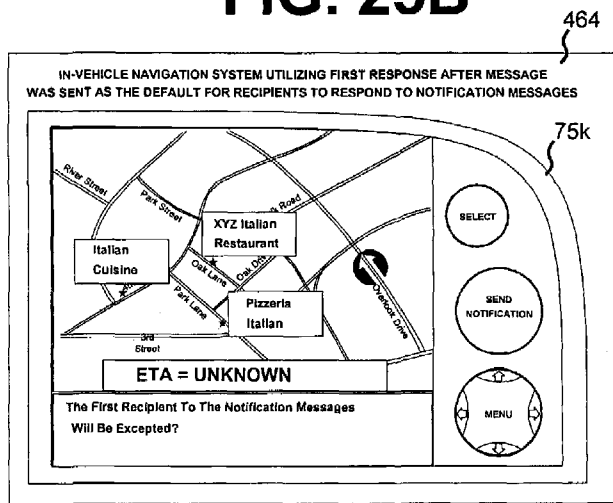 FIG. 25B
464
IN-VEHICLE NAVIGATION SYSTEM UTILIZING FIRST RESPONSE AFTER MESSAGE
WAS SENT AS THE DEFAULT FOR RECIPIENTS TO RESPOND TO NOTIFICATION MESSAGES
75k
River Street
Park Street
Road
XYZ Italian
Restaurant
SELECT
Italian
Cuisine
Oak Lane
Oak
Park Lane
Overlook Drive
Pizzeria
Italian
SEND
NOTIFICATION
3rd
Street
ETA = UNKNOWN
The First Recipient To The Notification Messages
Will Be Excepted?
MENU